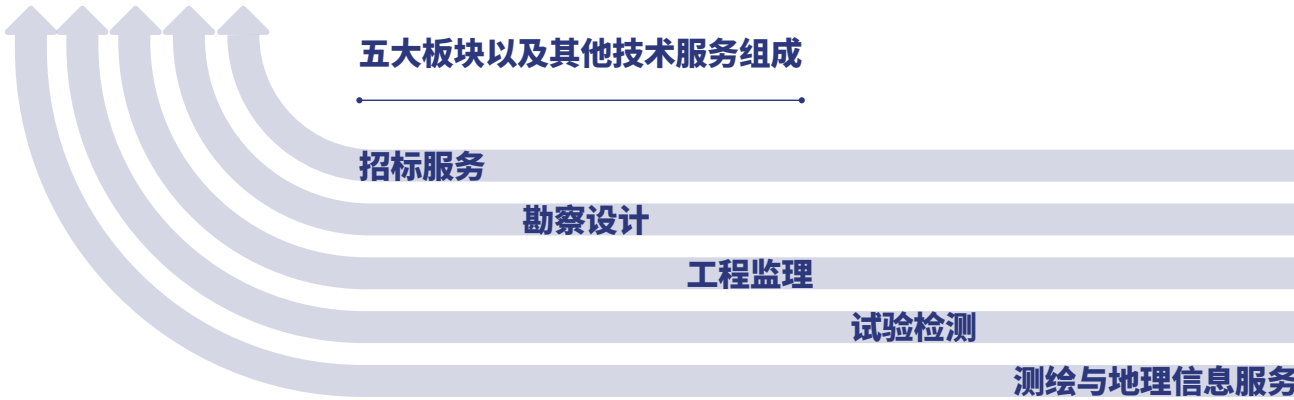 五大板块以及其他技术服务组成
招标服务
勘察设计
工程监理
试验检测
测绘与地理信息服务